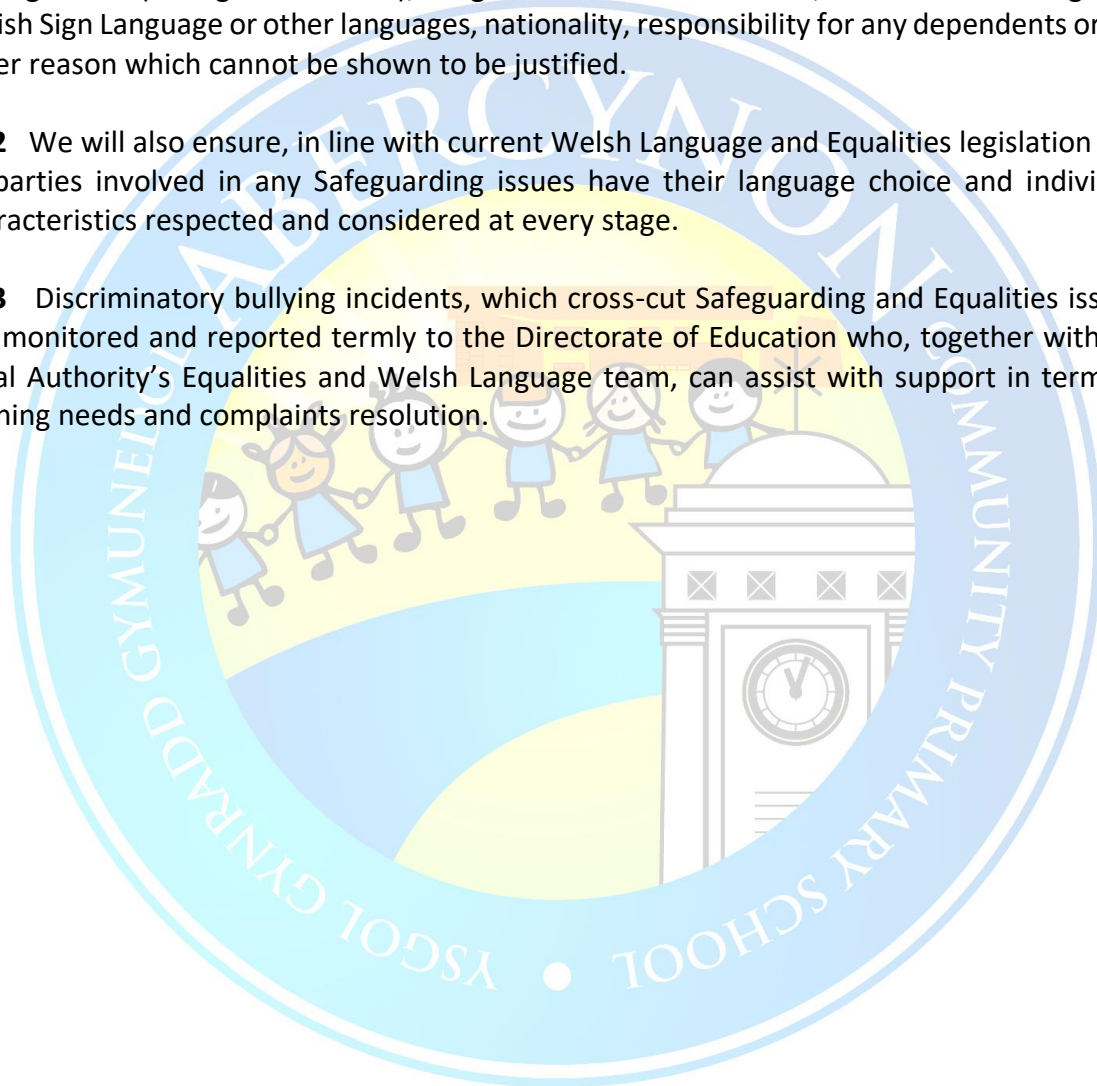 ish Sign Language or other languages, nationality, responsibility for any dependents or
er reason which cannot be shown to be justified.
2 We will also ensure, in line with current Welsh Language and Equalities legislation
parties involved in any Safeguarding issues have their language choice and indivi
racteristics respected and considered at every stage.
3 Discriminatory bullying incidents, which cross-cut Safeguarding and Equalities iss
monitored and reported termly to the Directorate of Education who, together with
al Authority’s Equalities and Welsh Language team, can assist with support in term
ning needs and complaints resolution.
YSGOL GYNRADD GYMUNEDOL ABERCYNON COMMUNITY PRIMARY SCHOOL